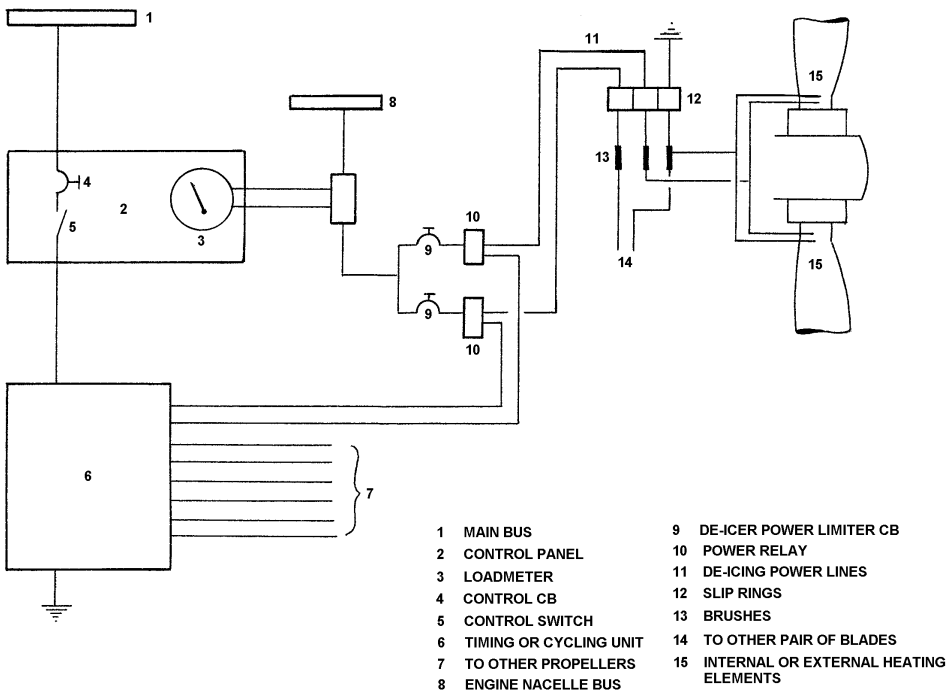 1
8
11
15
12
13
4
2
5
3
10
9
14
15
9
10
6
7
1 MAIN BUS
2 CONTROL PANEL
3 LOADMETER
4 CONTROL CB
5 CONTROL SWITCH
6 TIMING OR CYCLING UNIT
7 TO OTHER PROPELLERS
8 ENGINE NACELLE BUS
9 DE-ICER POWER LIMITER CB
10 POWER RELAY
11 DE-ICING POWER LINES
12 SLIP RINGS
13 BRUSHES
14 TO OTHER PAIR OF BLADES
15 INTERNAL OR EXTERNAL HEATING
ELEMENTS